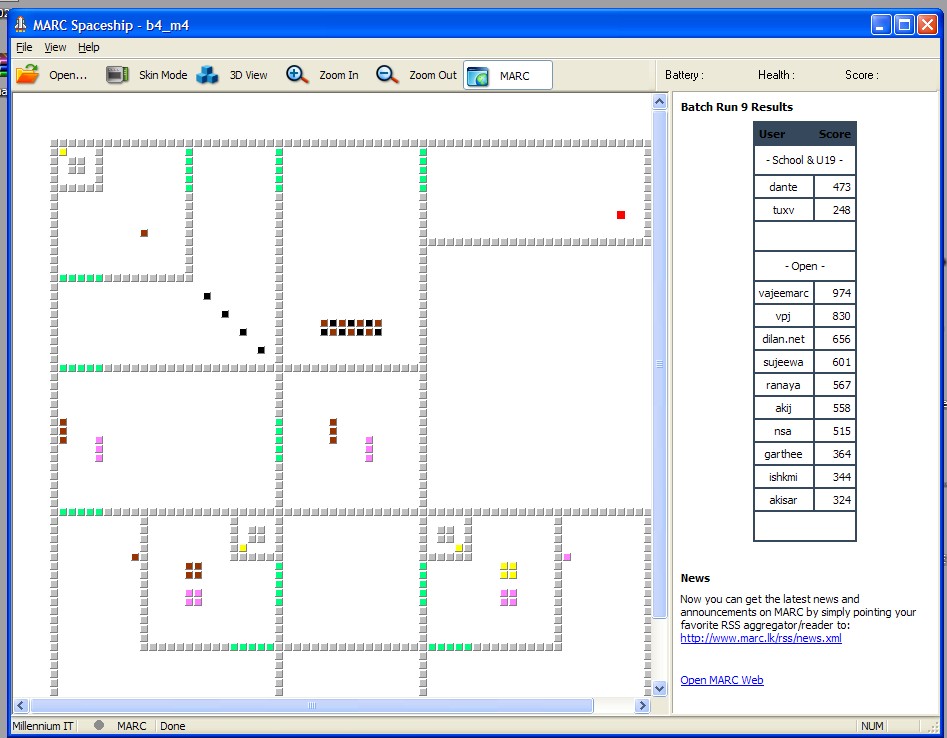 MARC Spaceship - b4_m4
File View Help
Open... Skin Mode 3D View Zoom In Zoom Out MARC Battery : Health : Score :
Batch Run 9 Results
User Score
- School & U19 -
dante 473
tuxv 248
- Open -
vajeemarc 974
vpj 830
dilan.net 656
sujeewa 601
ranaya 567
akij 558
nsa 515
garthee 364
ishkmi 344
akisar 324
News
Now you can get the latest news and
announcements on MARC by simply pointing your
favorite RSS aggregator/reader to:
http://www.marc.lk/rss/news.xml
Open MARC Web
Millennium IT MARC Done NUM